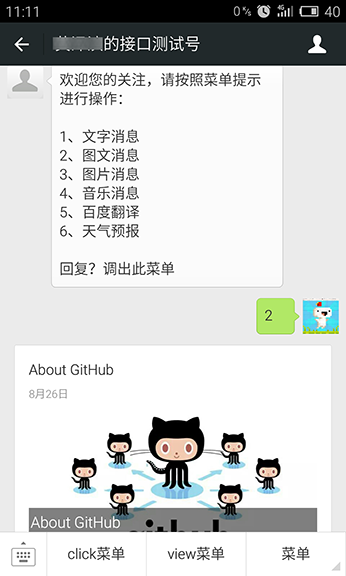 11:11
0% 4G 40
的接口测试号
欢迎您的关注，请按照菜单提示
进行操作：
1、文字消息
2、图文消息
3、图片消息
4、音乐消息
5、百度翻译
6、天气预报
回复？调出此菜单
2
About GitHub
8月26日
About GitHub
github
click菜单
view菜单
菜单